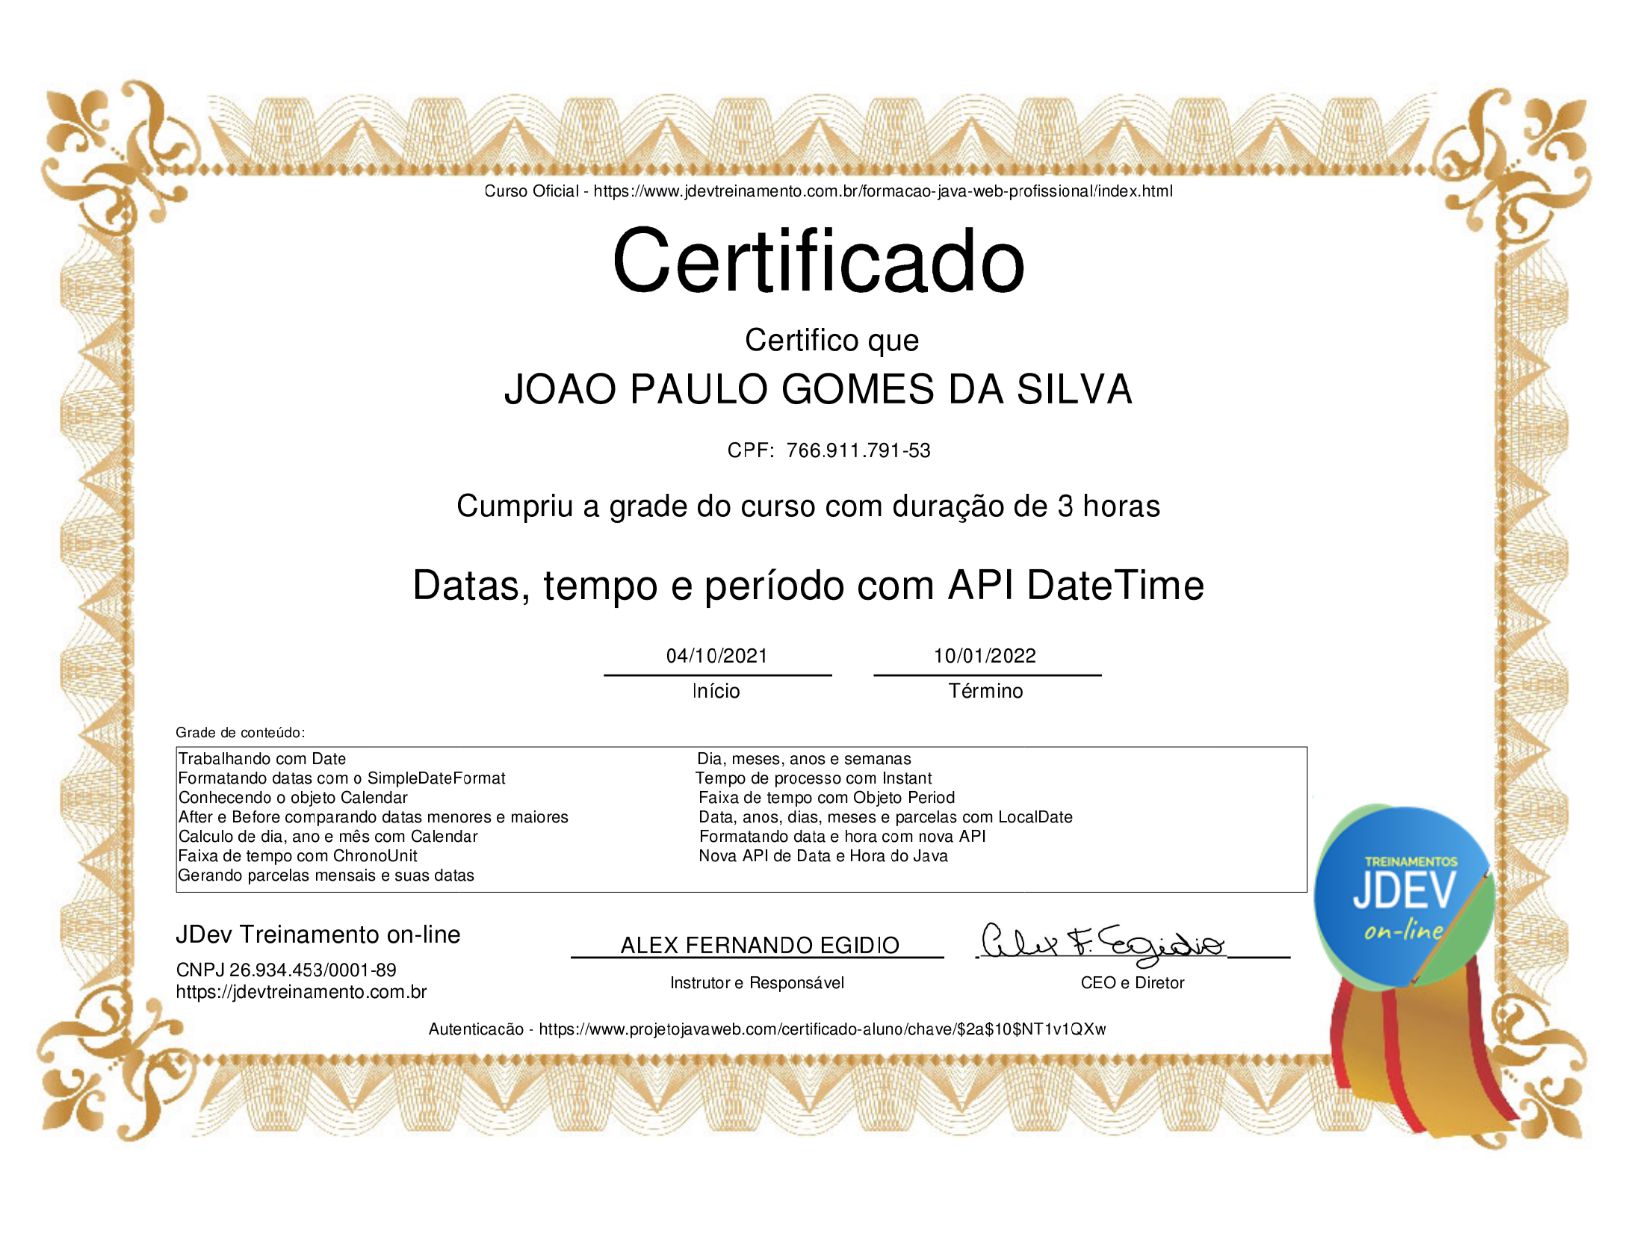 Curso Oficial - https://www.jdevtreinamento.com.br/formacao-java-web-profissional/index.html
Certificado
Certifico que
JOAO PAULO GOMES DA SILVA
CPF: 766.911.791-53
Cumpriu a grade do curso com duração de 3 horas
Datas, tempo e período com API DateTime
04/10/2021 10/01/2022
Início Término
Grade de conteúdo:
Trabalhando com Date
Formatando datas com o SimpleDateFormat
Conhecendo o objeto Calendar
After e Before comparando datas menores e maiores
Calculo de dia, ano e mês com Calendar
Faixa de tempo com ChronoUnit
Gerando parcelas mensais e suas datas
Dia, meses, anos e semanas
Tempo de processo com Instant
Faixa de tempo com Objeto Period
Data, anos, dias, meses e parcelas com LocalDate
Formatando data e hora com nova API
Nova API de Data e Hora do Java
TREINAMENTOS
JDEV
on-line
JDev Treinamento on-line
CNPJ 26.934.453/0001-89
https://jdevtreinamento.com.br
ALEX FERNANDO EGIDIO
Instrutor e Responsável
Alex F. Egidio
CEO e Diretor
Autenticacão - https://www.projetojavaweb.com/certificado-aluno/chave/$2a$10$NT1v1QXw